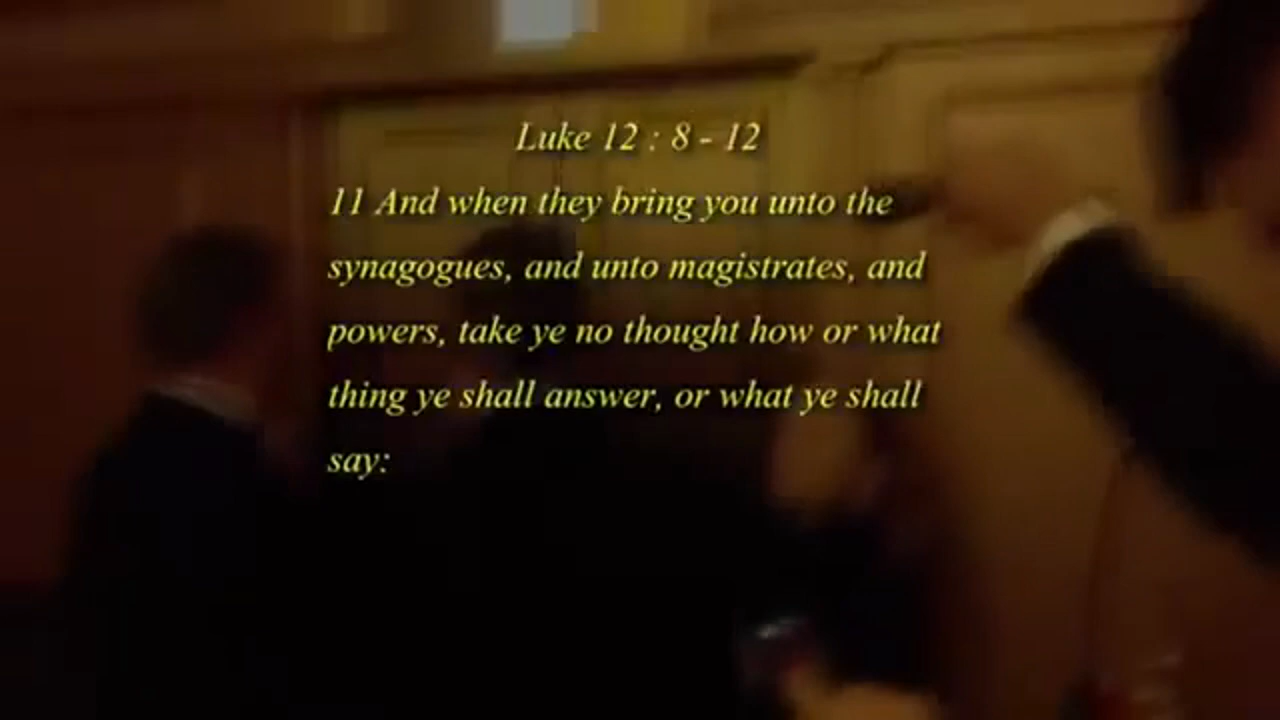 Luke 12 : 8 - 12
11 And when they bring you unto the
synagogues, and unto magistrates, and
powers, take ye no thought how or what
thing ye shall answer, or what ye shall
say: